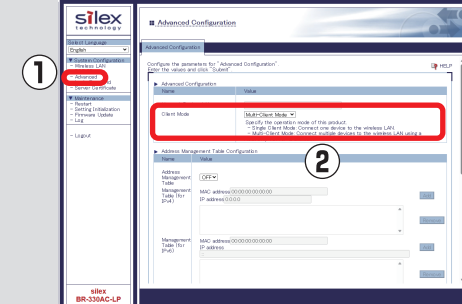 silex
technology
Select Language
English
▼ System Configuration
- Wireless LAN
- Advanced
- Server Certificate
▼ Maintenance
- Restart
- Setting Initialization
- Firmware Update
- Log
- Logout
silex
BR-330AC-LP
1
Advanced Configuration
Advanced Configuration
Configure the parameters for "Advanced Configuration".
Enter the values and click "Submit".
HELP
Advanced Configuration
Name Value
Client Mode
Multi-Client Mode
Specify the operation mode of this product.
- Single Client Mode: Connect one device to the wireless LAN.
- Multi-Client Mode: Connect multiple devices to the wireless LAN using a
2
Address Management Table Configuration
Name Value
Address Management Table
OFF
Management Table (for IPv4)
MAC address 00:00:00:00:00:00
IP address 0.0.0.0
Add
Remove
Management Table (for IPv6)
MAC address 00:00:00:00:00:00
IP address
Add
Remove